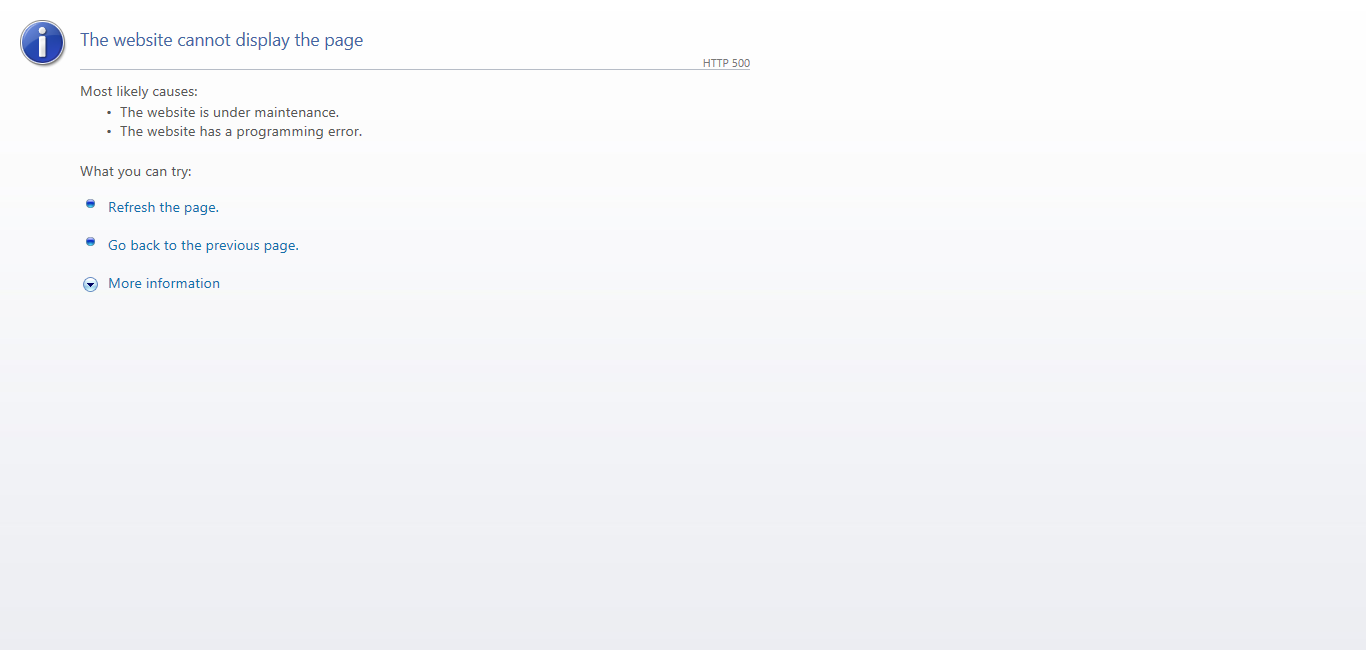 The website cannot display the page
HTTP 500
Most likely causes:
• The website is under maintenance.
• The website has a programming error.
What you can try:
Refresh the page.
Go back to the previous page.
More information